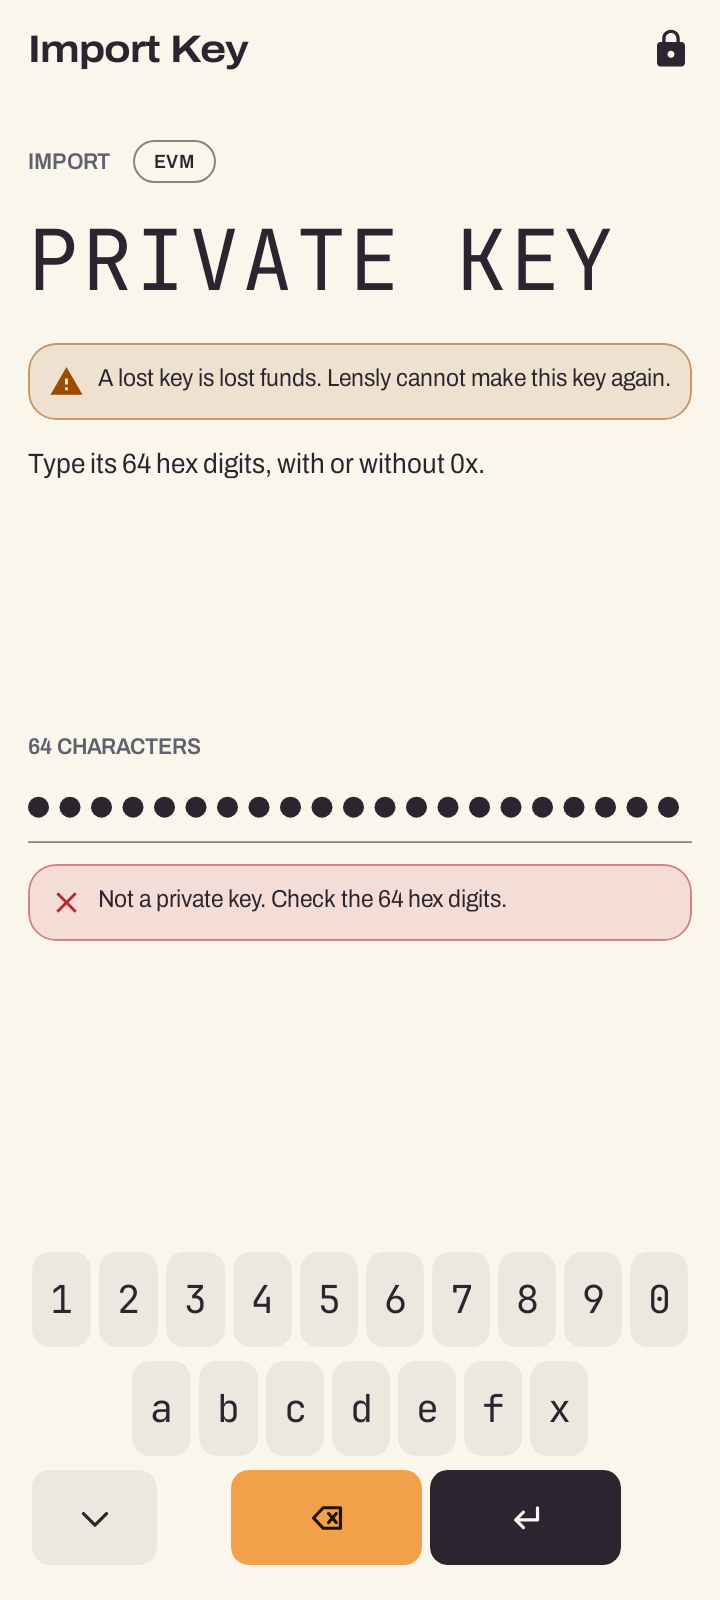 Import Key
IMPORT EVM
PRIVATE KEY
A lost key is lost funds. Lensly cannot make this key again.
Type its 64 hex digits, with or without 0x.
64 CHARACTERS
Not a private key. Check the 64 hex digits.
1 2 3 4 5 6 7 8 9 0
a b c d e f x